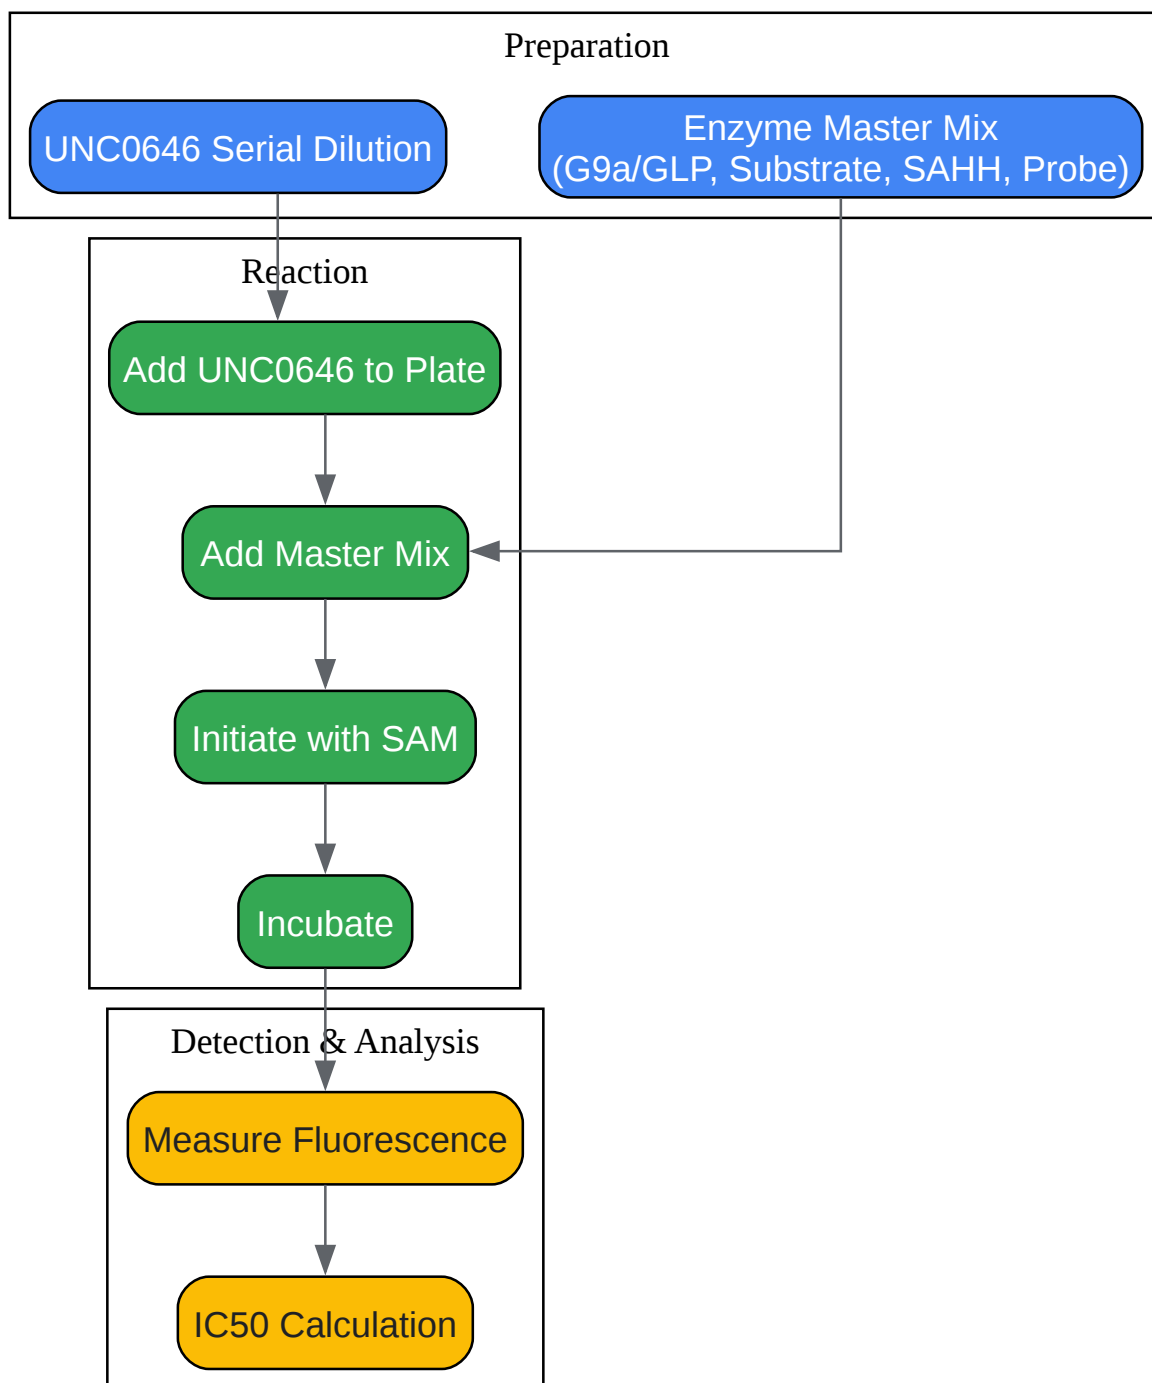 Preparation
UNC0646 Serial Dilution
Enzyme Master Mix
(G9a/GLP, Substrate, SAHH, Probe)
Reaction
Add UNC0646 to Plate
Add Master Mix
Initiate with SAM
Incubate
Detection & Analysis
Measure Fluorescence
IC50 Calculation